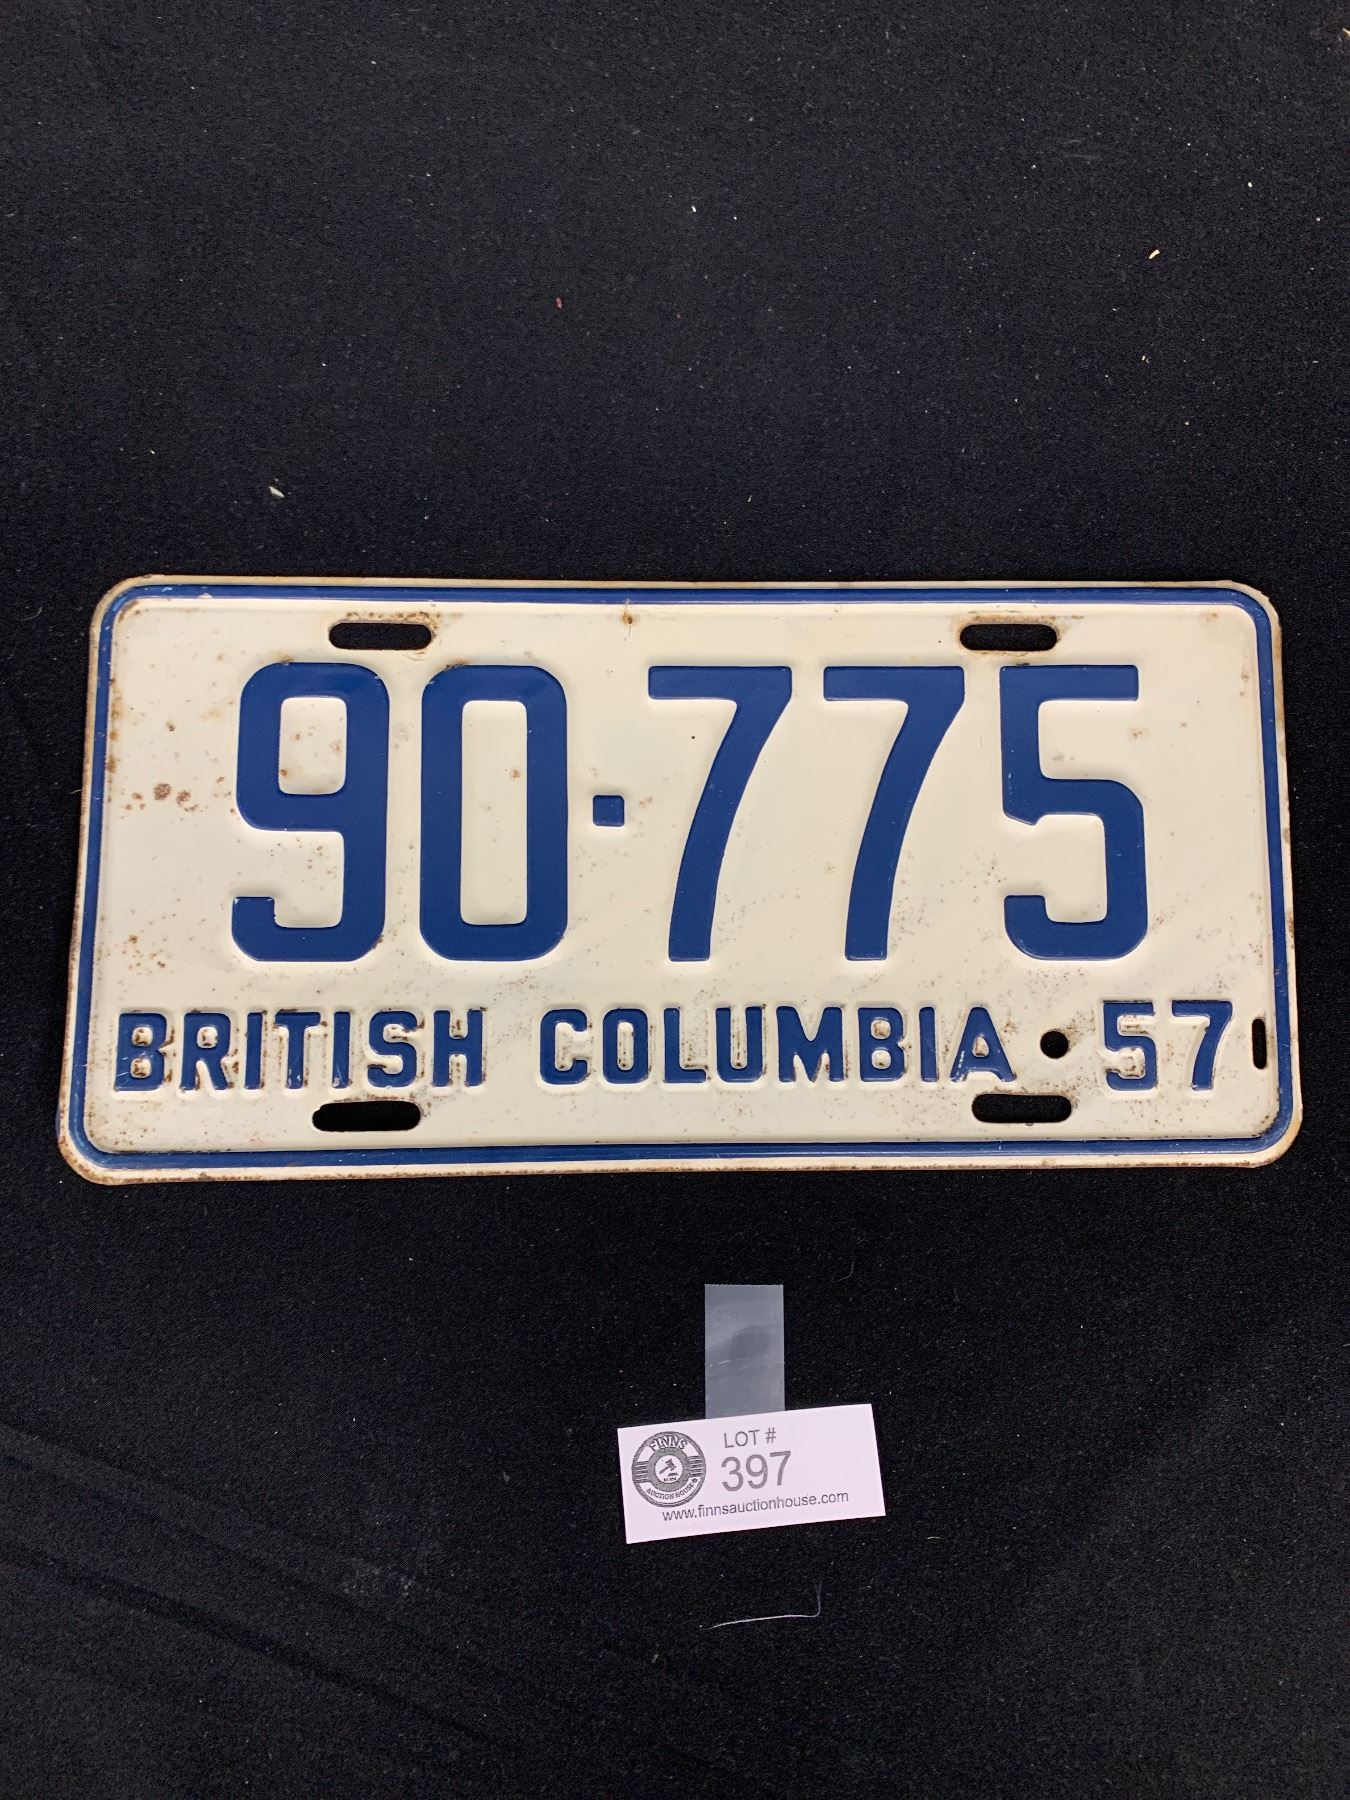 90-775
BRITISH COLUMBIA 57
LOT #
FINNS
397
AUCTION HOUSE
www.finnsauctionhouse.com